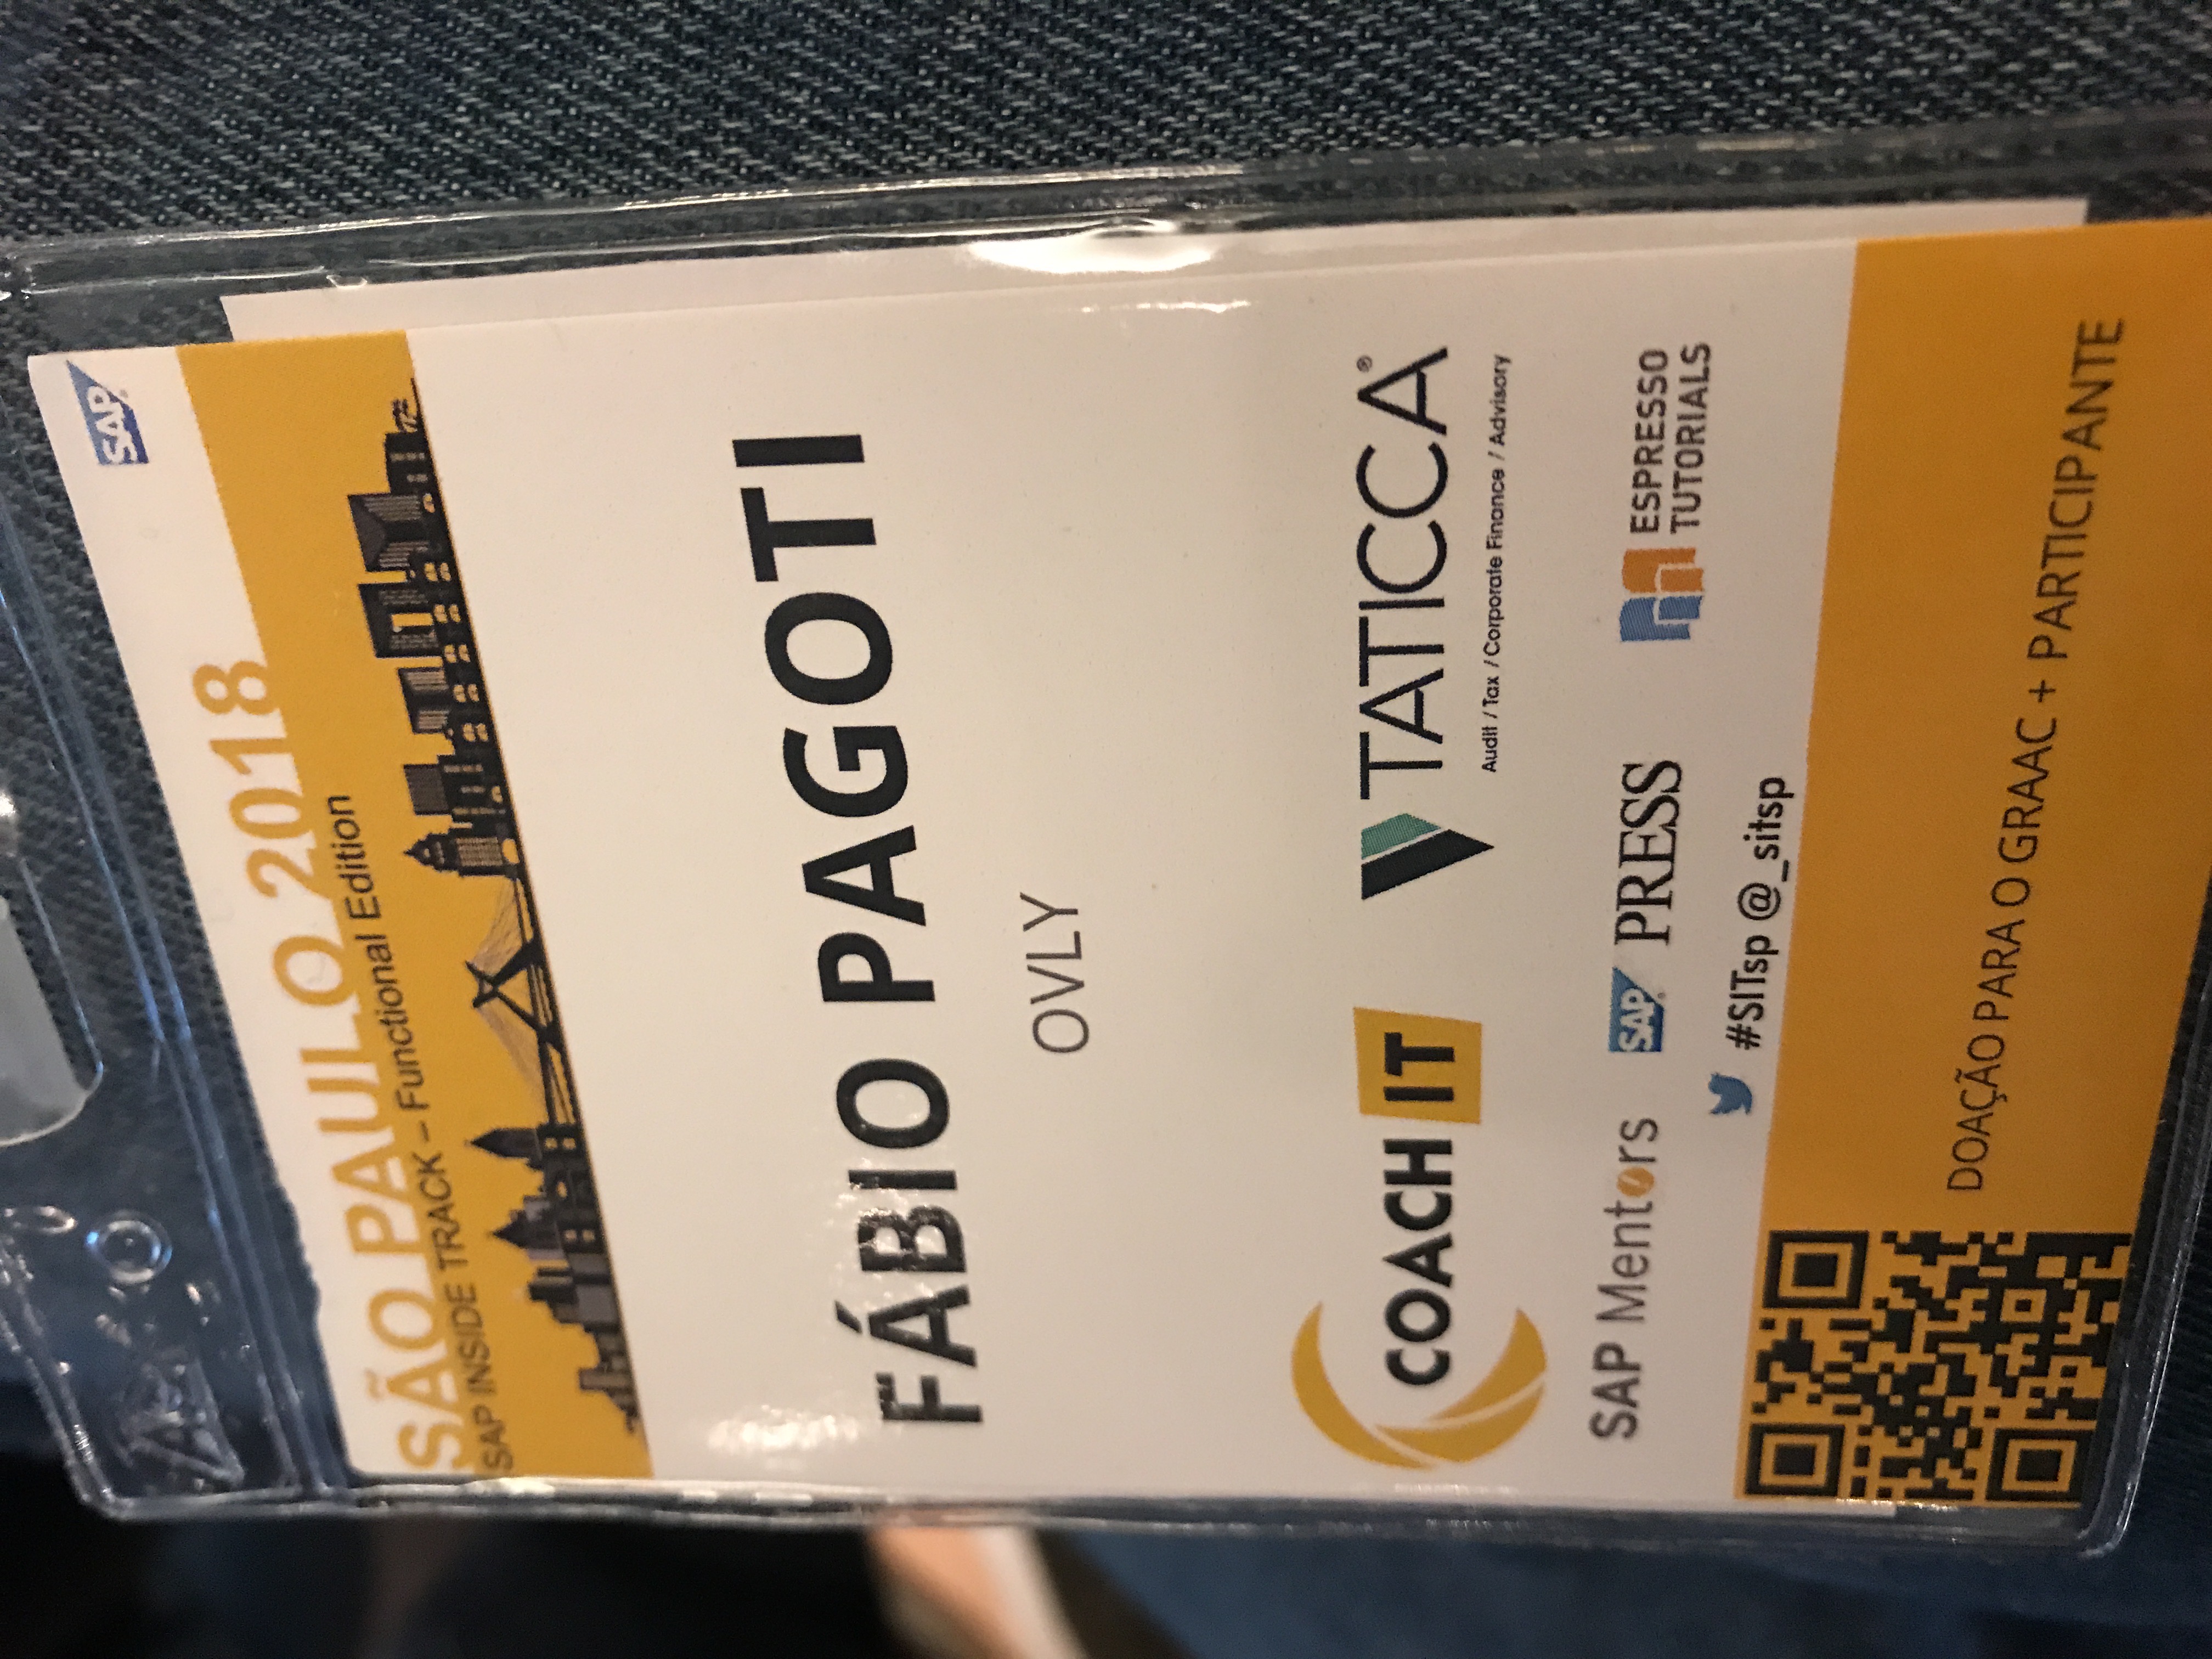 SAP
SÃO PAULO 2018
SAP INSIDE TRACK – Functional Edition
FÁBIO PAGOTI
OVLY
COACH IT
TATICCA®
Audit / Tax / Corporate Finance / Advisory
SAP Mentors
SAP PRESS
ESPRESSO
TUTORIALS
#SITsp @_sitsp
DOAÇÃO PARA O GRAAC + PARTICIPANTE